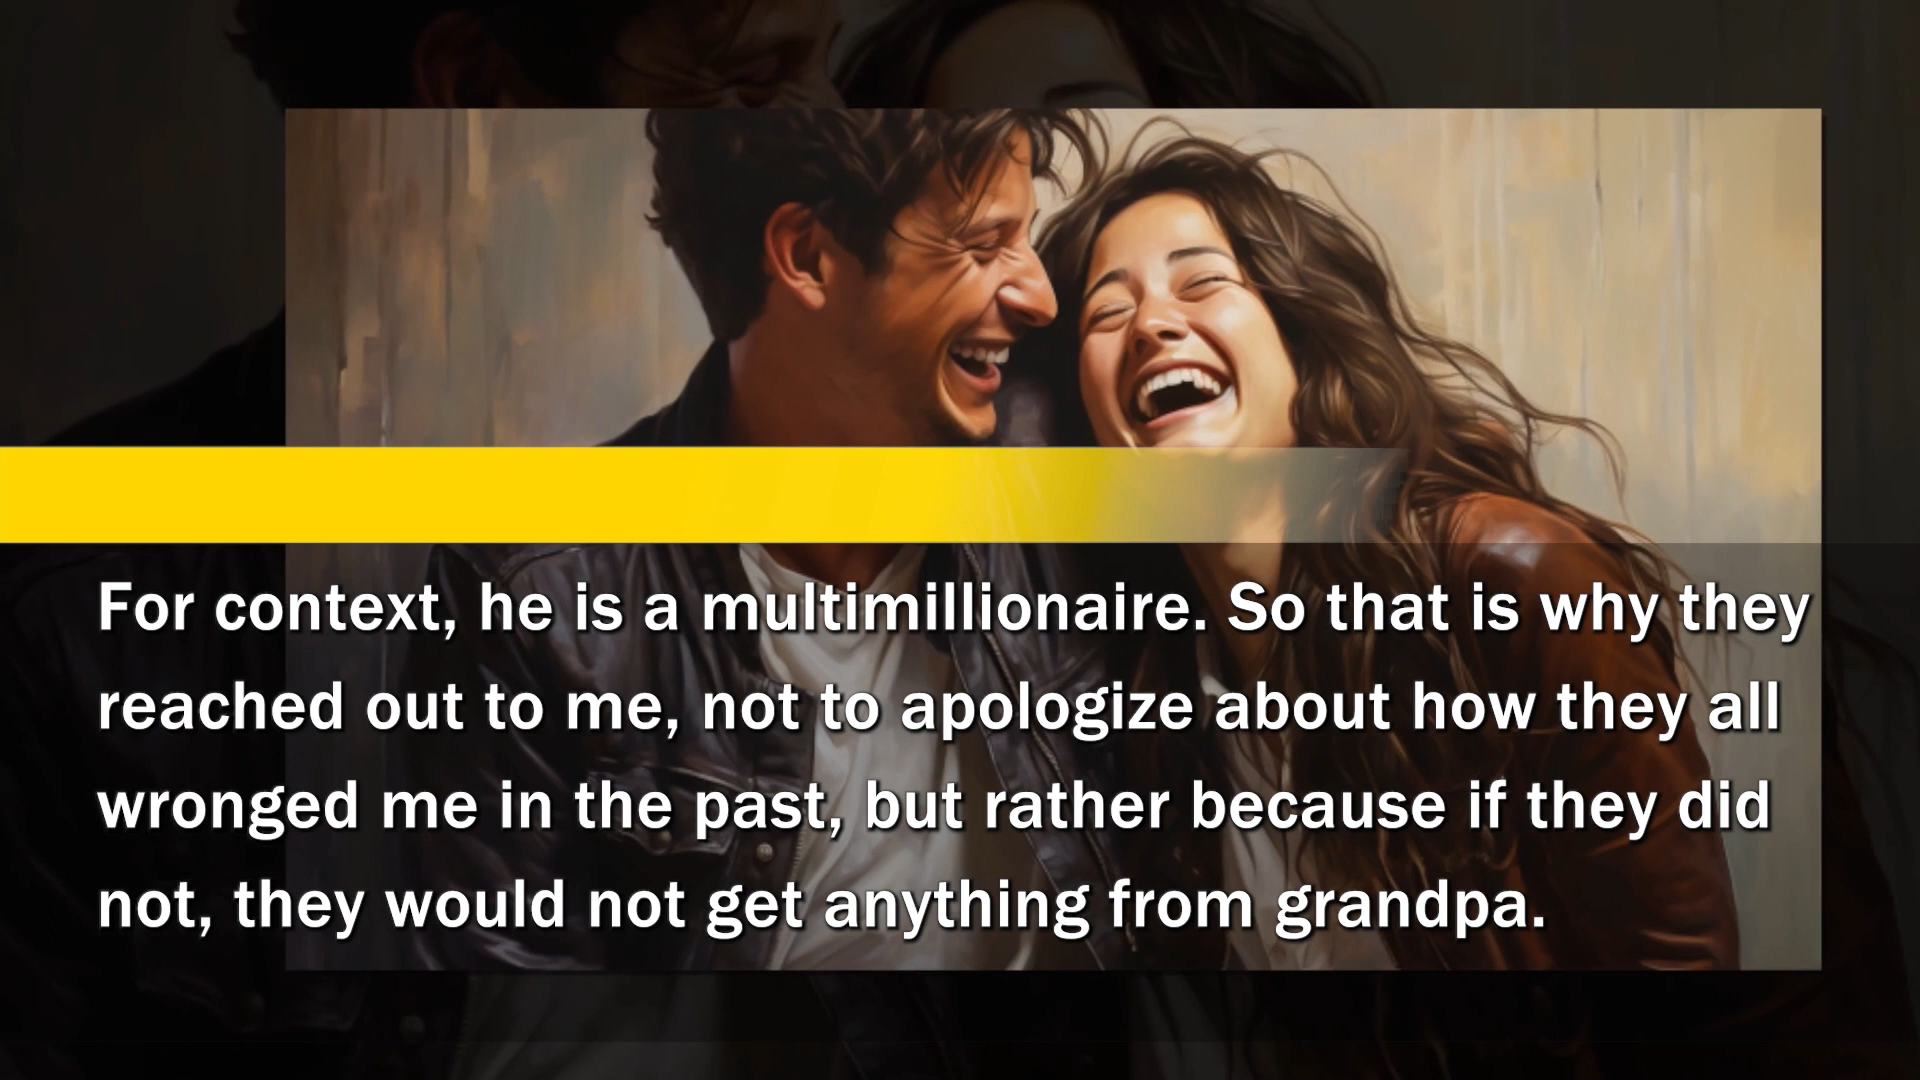 For context, he is a multimillionaire. So that is why they
reached out to me, not to apologize about how they all
wronged me in the past, but rather because if they did
not, they would not get anything from grandpa.